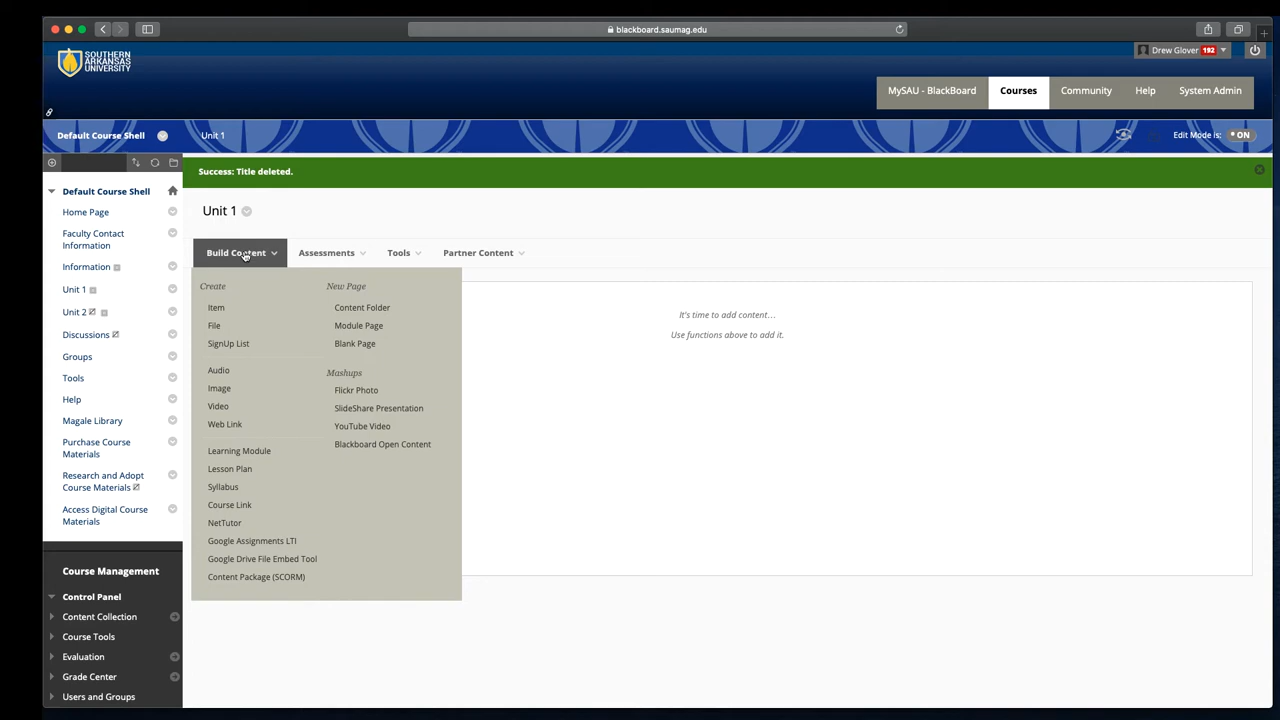 blackboard.saumag.edu
SOUTHERN
ARKANSAS
UNIVERSITY
Drew Glover 192
MySAU - BlackBoard
Courses
Community
Help
System Admin
Default Course Shell
Unit 1
Edit Mode is: ON
Success: Title deleted.
Default Course Shell
Home Page
Faculty Contact
Information
Information
Unit 1
Unit 2
Discussions
Groups
Tools
Help
Magale Library
Purchase Course
Materials
Research and Adopt
Course Materials
Access Digital Course
Materials
Course Management
Control Panel
Content Collection
Course Tools
Evaluation
Grade Center
Users and Groups
Unit 1
Build Content
Assessments
Tools
Partner Content
Create
Item
File
SignUp List
Audio
Image
Video
Web Link
Learning Module
Lesson Plan
Syllabus
Course Link
NetTutor
Google Assignments LTI
Google Drive File Embed Tool
Content Package (SCORM)
New Page
Content Folder
Module Page
Blank Page
Mashups
Flickr Photo
SlideShare Presentation
YouTube Video
Blackboard Open Content
It's time to add content...
Use functions above to add it.